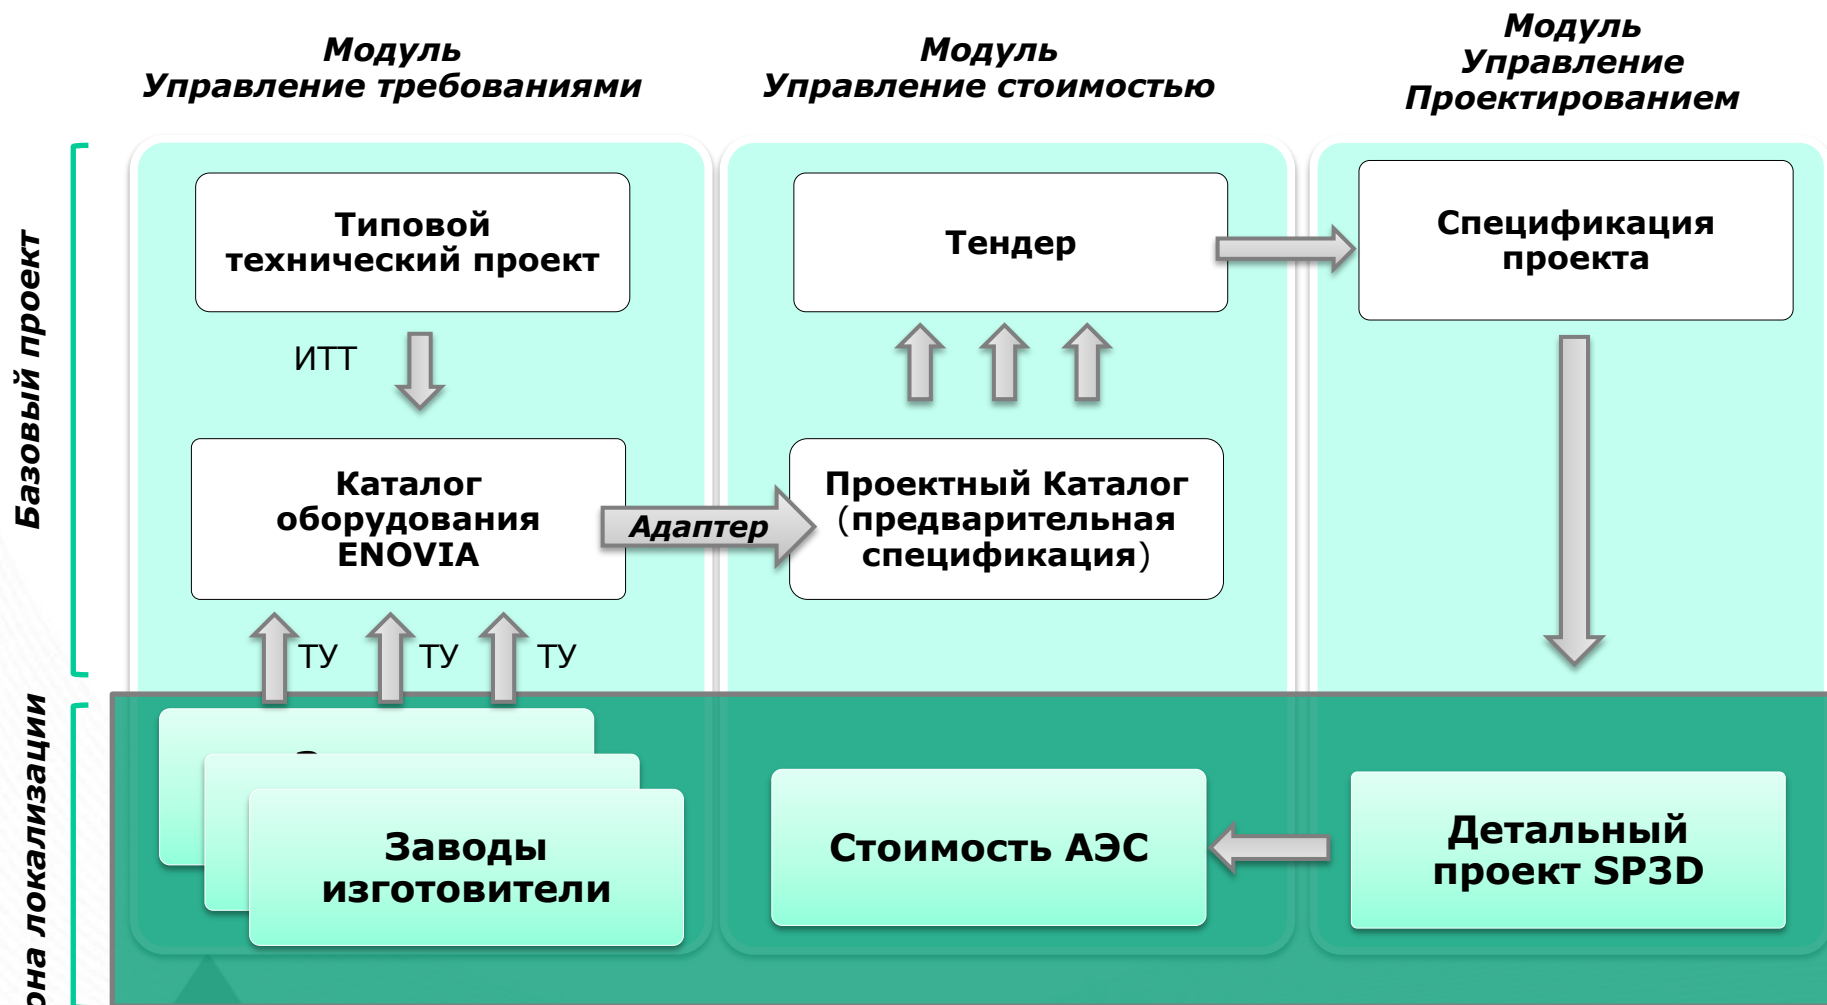 Модуль
Управление требованиями
Модуль
Управление стоимостью
Модуль
Управление
Проектированием
Базовый проект
Типовой
технический проект
Тендер
Спецификация
проекта
ИТТ
Каталог
оборудования
ENOVIA
Адаптер
Проектный Каталог
(предварительная
спецификация)
ТУ
ТУ
ТУ
локализации
Заводы
изготовители
Стоимость АЭС
Детальный
проект SP3D